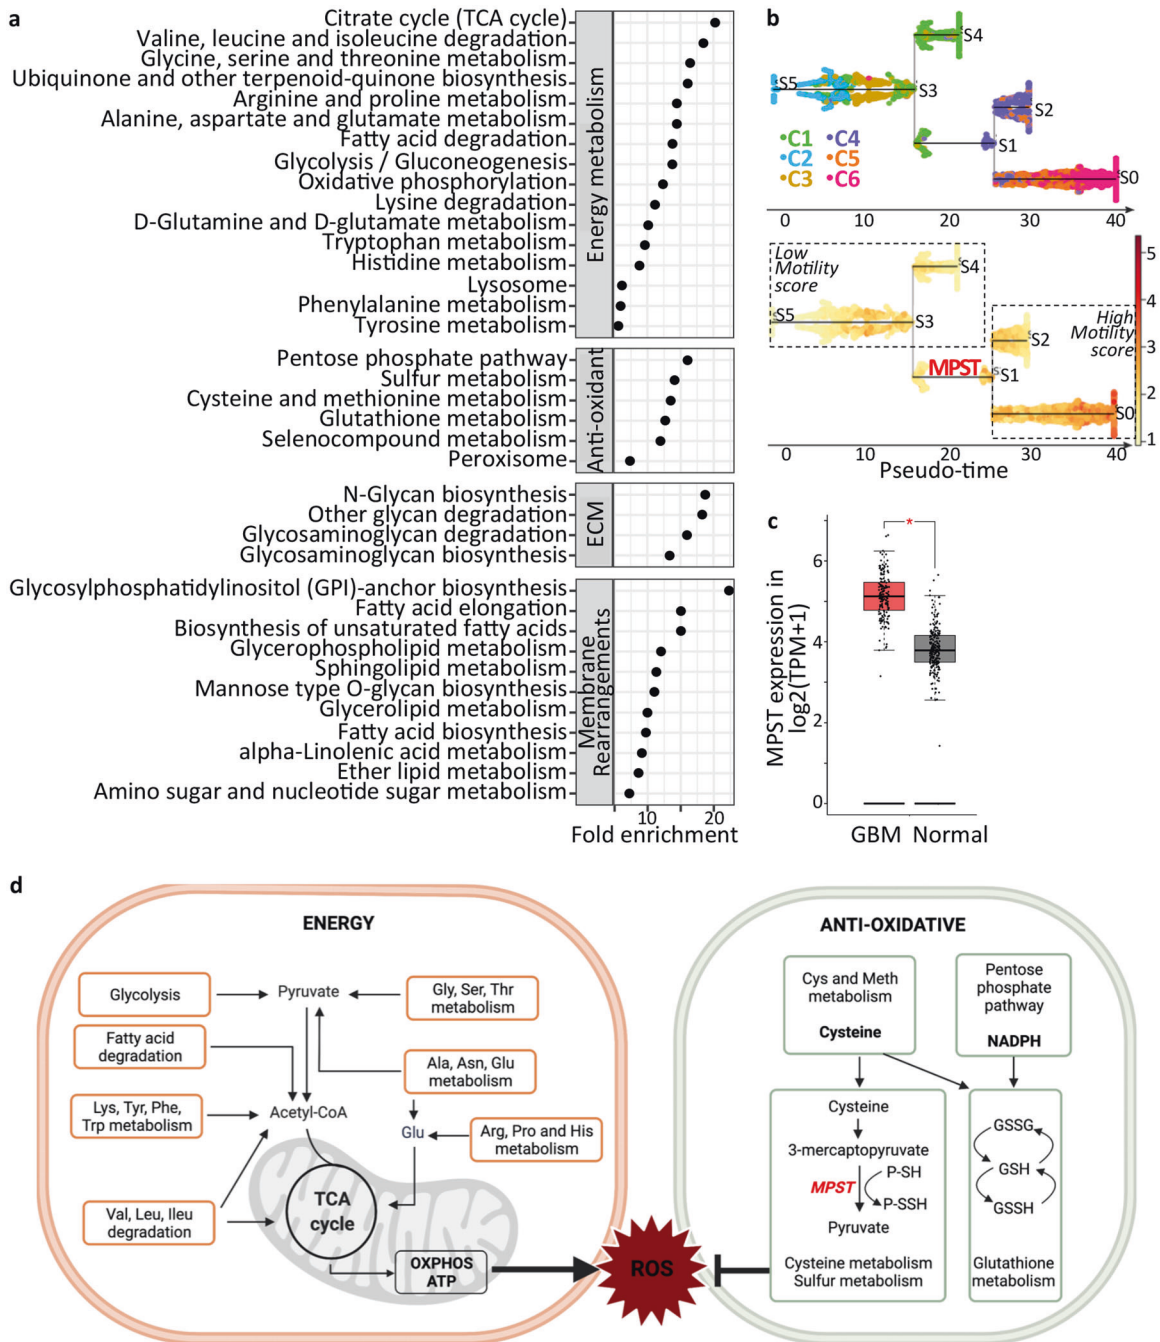 a
Citrate cycle (TCA cycle)
Valine, leucine and isoleucine degradation
Glycine, serine and threonine metabolism
Ubiquinone and other terpenoid-quinone biosynthesis
Arginine and proline metabolism
Alanine, aspartate and glutamate metabolism
Fatty acid degradation
Glycolysis / Gluconeogenesis
Oxidative phosphorylation
Lysine degradation
D-Glutamine and D-glutamate metabolism
Tryptophan metabolism
Histidine metabolism
Lysosome
Phenylalanine metabolism
Tyrosine metabolism
Energy metabolism
Pentose phosphate pathway
Sulfur metabolism
Cysteine and methionine metabolism
Glutathione metabolism
Selenocompound metabolism
Peroxisome
Anti-oxidant
N-Glycan biosynthesis
Other glycan degradation
Glycosaminoglycan degradation
Glycosaminoglycan biosynthesis
ECM
Glycosylphosphatidylinositol (GPI)-anchor biosynthesis
Fatty acid elongation
Biosynthesis of unsaturated fatty acids
Glycerophospholipid metabolism
Sphingolipid metabolism
Mannose type O-glycan biosynthesis
Glycerolipid metabolism
Fatty acid biosynthesis
alpha-Linolenic acid metabolism
Ether lipid metabolism
Amino sugar and nucleotide sugar metabolism
Membrane
Rearrangements
10 20
Fold enrichment
b
S4
S5
S3
S2
S1
S0
C1 C4
C2 C5
C3 C6
0 10 20 30 40
Low
Motility
score
S4
S5
S3
High
Motility
score
S2
MPST
S1
S0
5
4
3
2
1
0 10 20 30 40
Pseudo-time
c
*
MPST expression in
log2(TPM+1)
6
4
2
0
GBM Normal
d
ENERGY
Glycolysis
Pyruvate
Gly, Ser, Thr
metabolism
Fatty acid
degradation
Ala, Asn, Glu
metabolism
Lys, Tyr, Phe,
Trp metabolism
Acetyl-CoA
Glu
Arg, Pro and His
metabolism
Val, Leu, Ileu
degradation
TCA
cycle
OXPHOS
ATP
ROS
ANTI-OXIDATIVE
Cys and Meth
metabolism
Cysteine
Pentose
phosphate
pathway
NADPH
Cysteine
3-mercaptopyruvate
MPST
P-SH
P-SSH
Pyruvate
Cysteine metabolism
Sulfur metabolism
GSSG
GSH
GSSH
Glutathione
metabolism